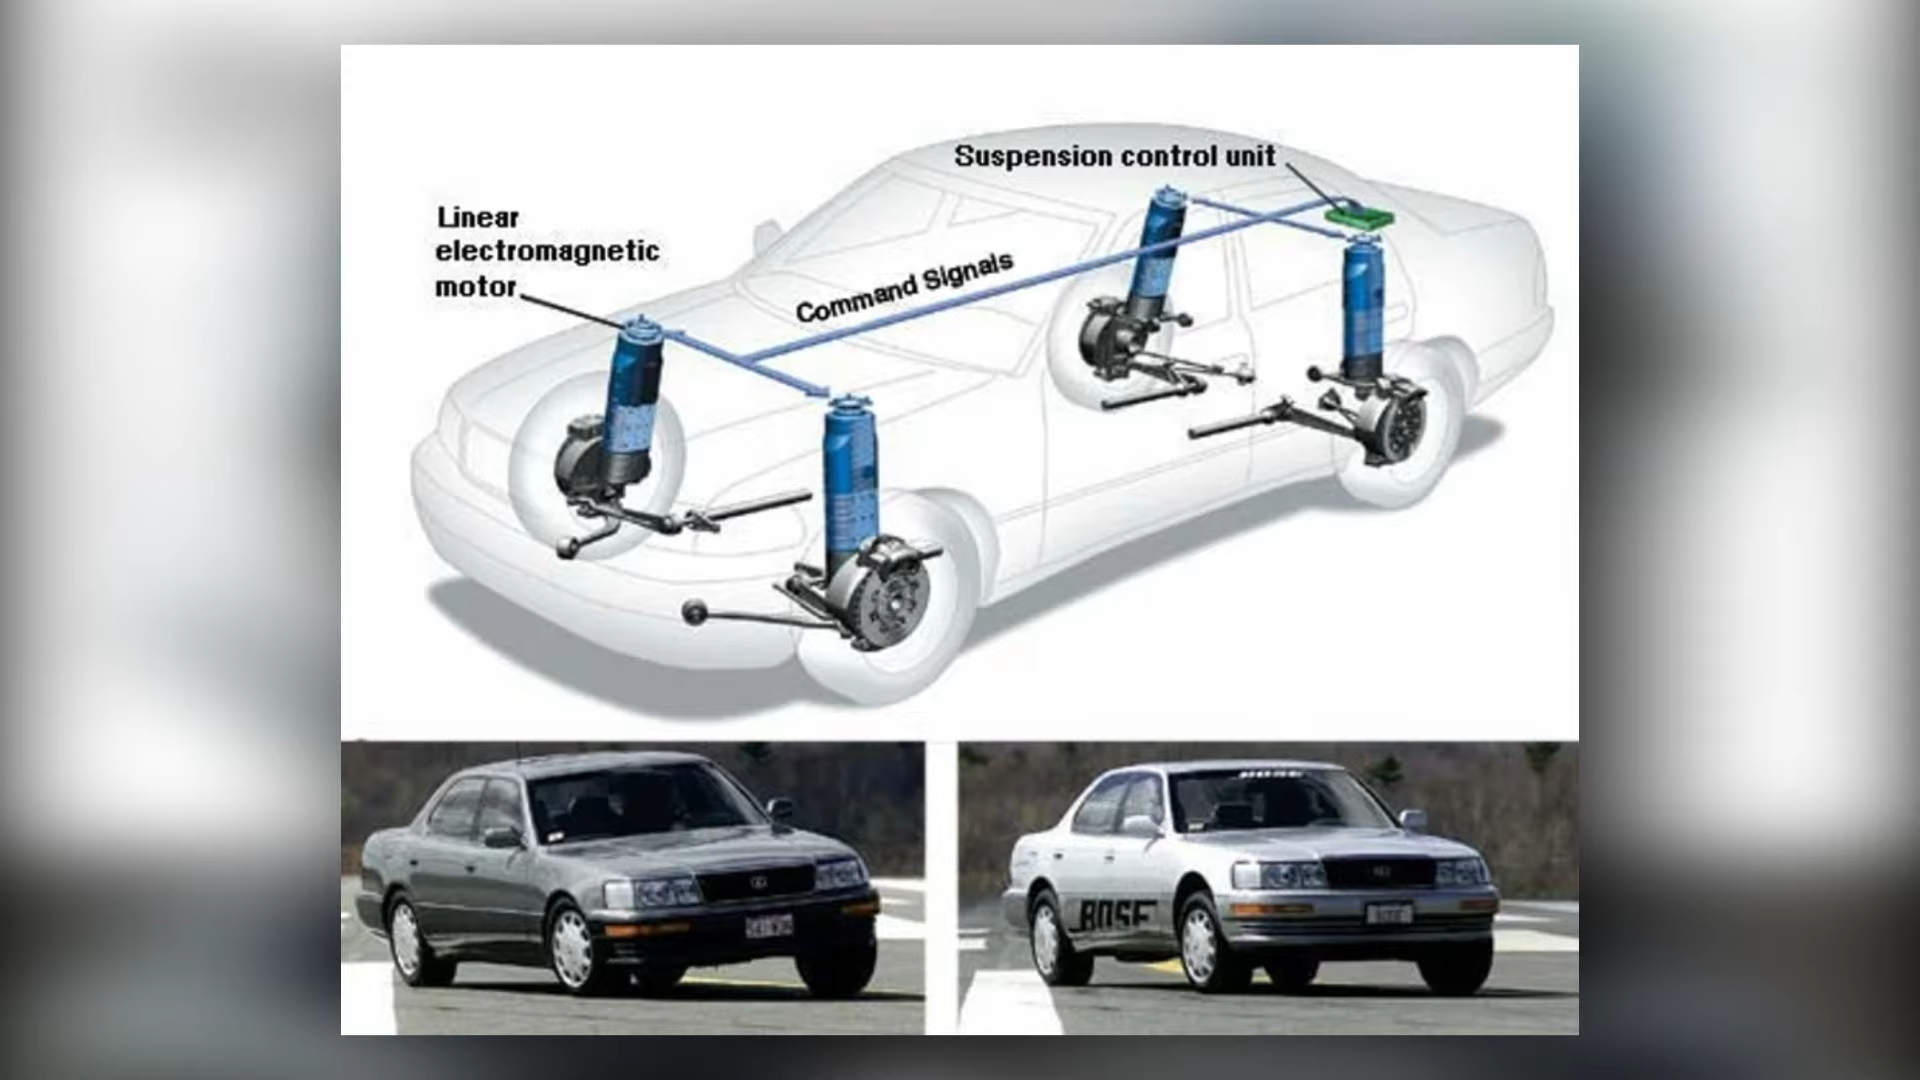 Suspension control unit
Linear
electromagnetic
motor
Command Signals
BOSE